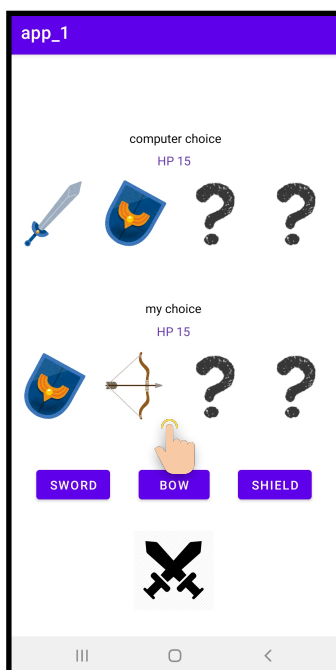 app_1
computer choice
HP 15
? ?
my choice
HP 15
? ?
SWORD BOW SHIELD